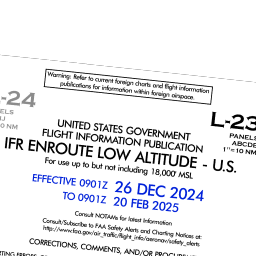 Warning: Refer to current foreign charts and flight information
publications for information within foreign airspace.
-24
L-23
PANELS
ABCDE
1"=10 NM
UNITED STATES GOVERNMENT
FLIGHT INFORMATION PUBLICATION
IFR ENROUTE LOW ALTITUDE - U.S.
For use up to but not including 18,000 MSL
EFFECTIVE 0901Z 26 DEC 2024
TO 0901Z 20 FEB 2025
Consult NOTAMs for latest information
Consult/Subscribe to FAA Safety Alerts and Charting Notices at:
http://www.faa.gov/air_traffic/flight_info/aeronav/safety_alerts
CORRECTIONS, COMMENTS, AND/OR PROCUREMENT